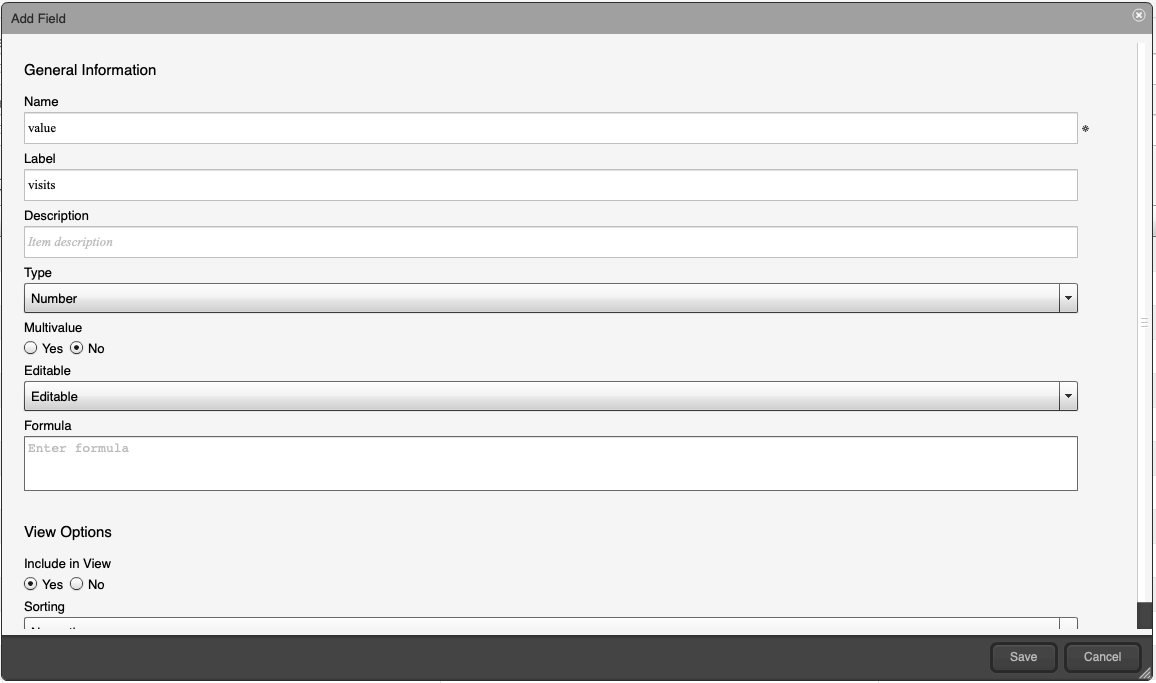 Add Field
General Information
Name
value
*
Label
visits
Description
Item description
Type
Number
Multivalue
Yes No
Editable
Editable
Formula
Enter formula
View Options
Include in View
Yes No
Sorting
Save Cancel